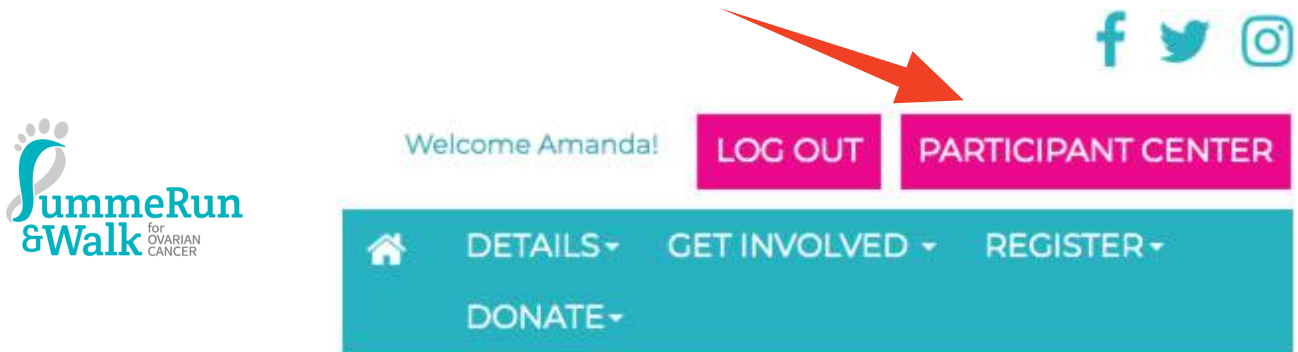 Welcome Amanda!
LOG OUT
PARTICIPANT CENTER
SummeRun
&Walk for OVARIAN CANCER
DETAILS
GET INVOLVED
REGISTER
DONATE